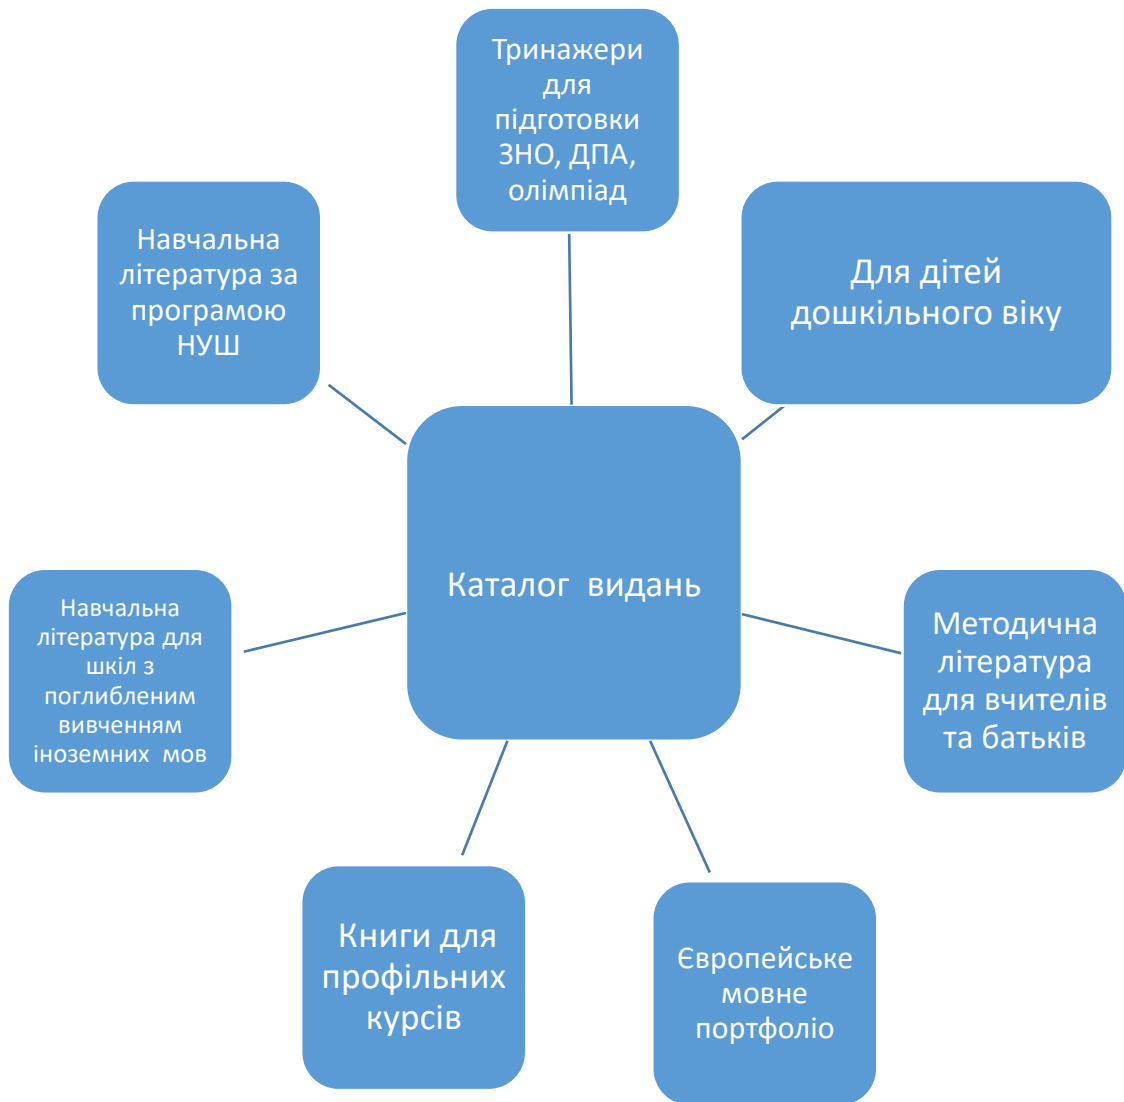 Тринажери
для
підготовки
ЗНО, ДПА,
олімпіад
Навчальна
література за
програмою
НУШ
Для дітей
дошкільного віку
Каталог видань
Навчальна
література для
шкіл з
поглибленим
вивченням
іноземних мов
Методична
література
для вчителів
та батьків
Книги для
профільних
курсів
Європейське
мовне
портфоліо